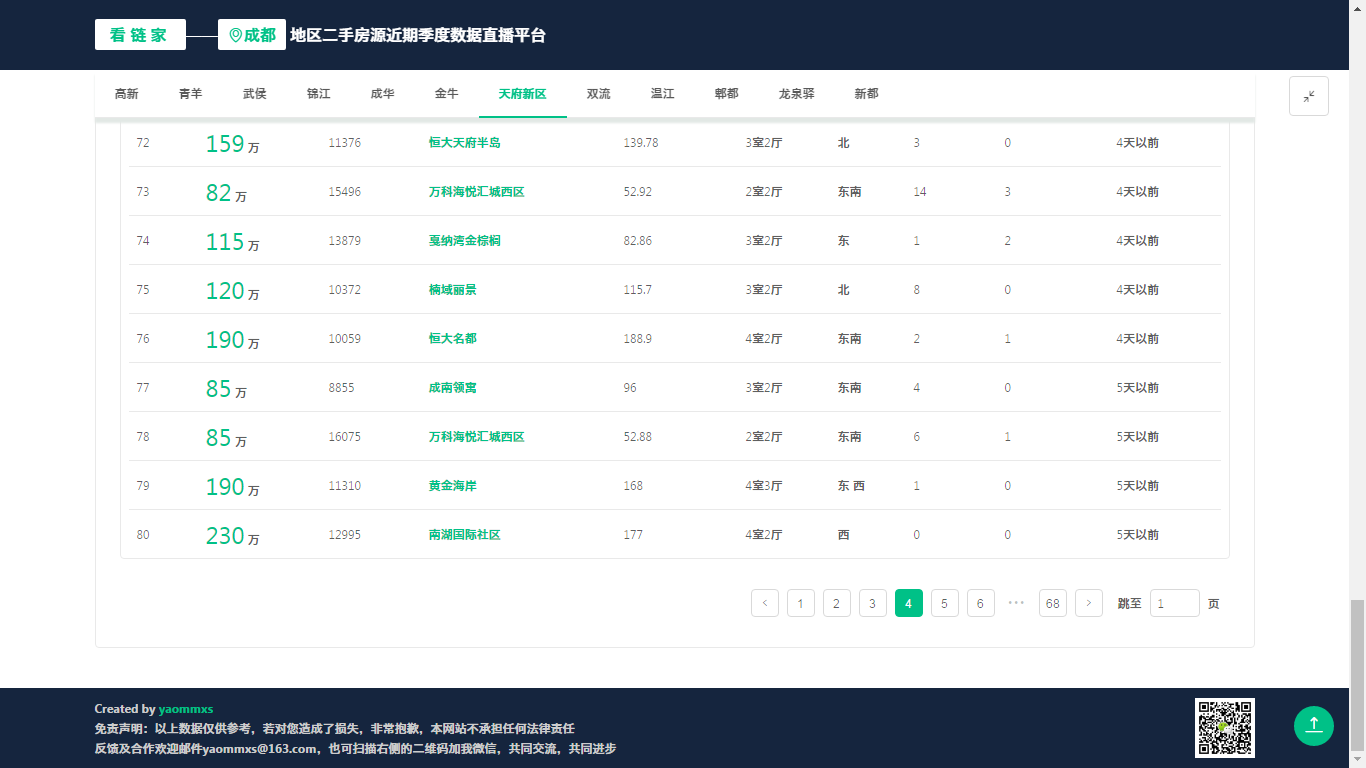 看 链 家 成都 地区二手房源近期季度数据直播平台
高新 青羊 武侯 锦江 成华 金牛 天府新区 双流 温江 郫都 龙泉驿 新都
72 159 万 11376 恒大天府半岛 139.78 3室2厅 北 3 0 4天以前
73 82 万 15496 万科海悦汇城西区 52.92 2室2厅 东南 14 3 4天以前
74 115 万 13879 戛纳湾金棕榈 82.86 3室2厅 东 1 2 4天以前
75 120 万 10372 楠域丽景 115.7 3室2厅 北 8 0 4天以前
76 190 万 10059 恒大名都 188.9 4室2厅 东南 2 1 4天以前
77 85 万 8855 成南领寓 96 3室2厅 东南 4 0 5天以前
78 85 万 16075 万科海悦汇城西区 52.88 2室2厅 东南 6 1 5天以前
79 190 万 11310 黄金海岸 168 4室3厅 东 西 1 0 5天以前
80 230 万 12995 南湖国际社区 177 4室2厅 西 0 0 5天以前
< 1 2 3 4 5 6 ••• 68 > 跳至 1 页
Created by yaommxs
免责声明：以上数据仅供参考，若对您造成了损失，非常抱歉，本网站不承担任何法律责任
反馈及合作欢迎邮件yaommxs@163.com，也可扫描右侧的二维码加我微信，共同交流，共同进步